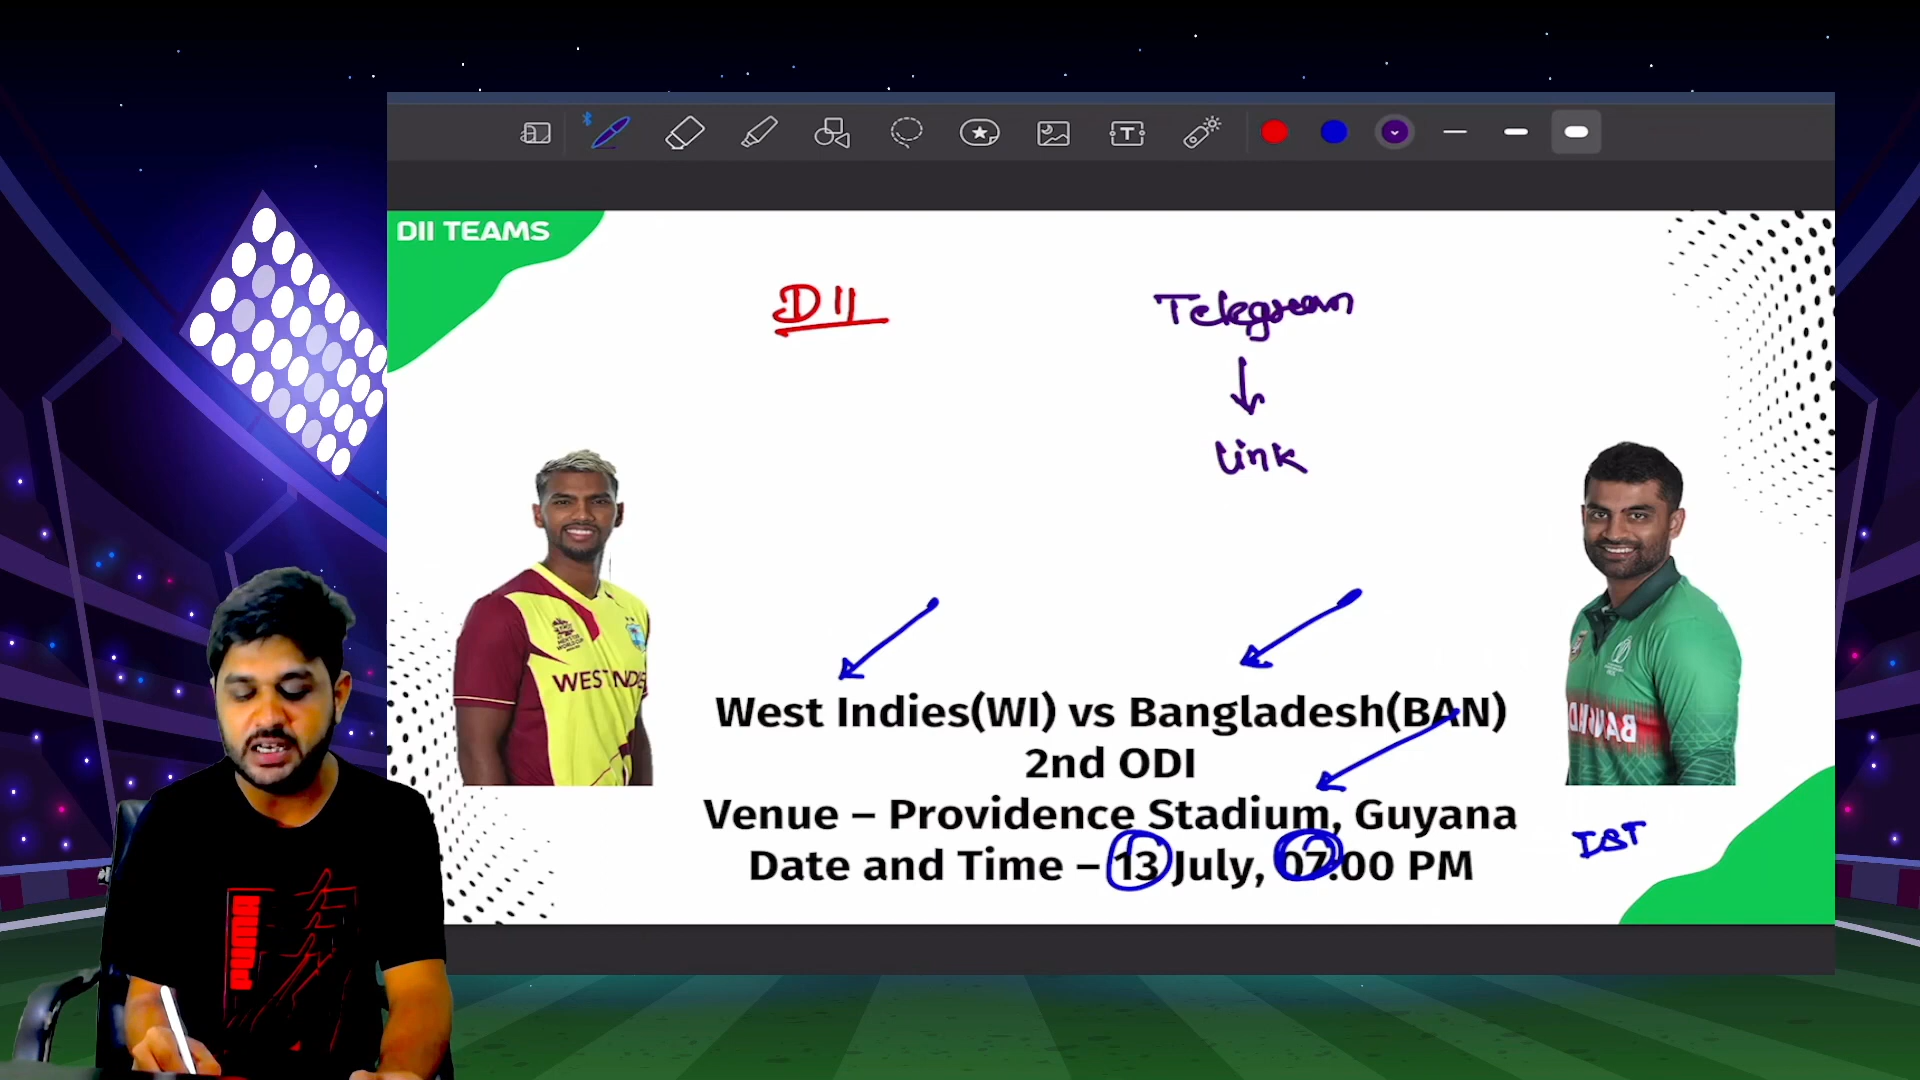 DII TEAMS
D11
Telegram
Link
WEST INDIES
West Indies(WI) vs Bangladesh(BAN)
2nd ODI
Venue – Providence Stadium, Guyana
IST
Date and Time – 13 July, 07.00 PM
PUMA